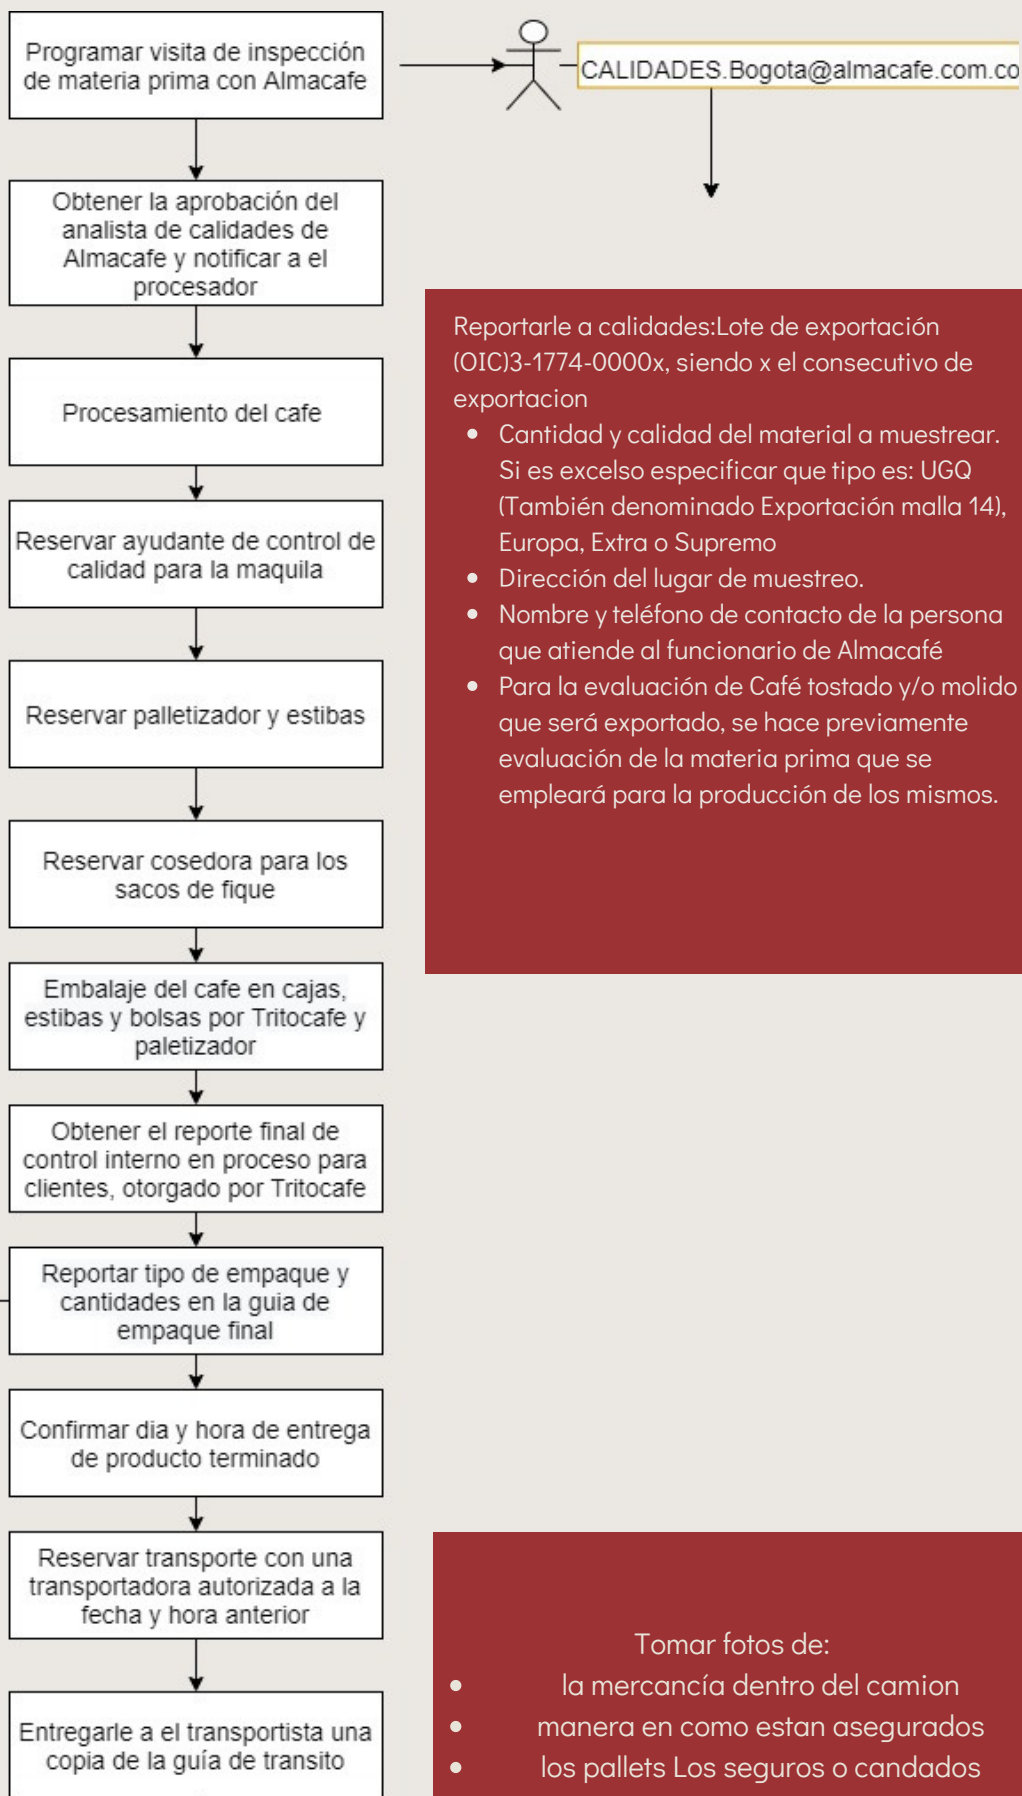 Programar visita de inspección
de materia prima con Almacafe
CALIDADES.Bogota@almacafe.com.co
Obtener la aprobación del
analista de calidades de
Almacafe y notificar a el
procesador
Procesamiento del cafe
Reservar ayudante de control de
calidad para la maquila
Reservar palletizador y estibas
Reservar cosedora para los
sacos de fique
Embalaje del cafe en cajas,
estibas y bolsas por Tritocafe y
paletizador
Obtener el reporte final de
control interno en proceso para
clientes, otorgado por Tritocafe
Reportar tipo de empaque y
cantidades en la guia de
empaque final
Confirmar dia y hora de entrega
de producto terminado
Reservar transporte con una
transportadora autorizada a la
fecha y hora anterior
Entregarle a el transportista una
copia de la guía de transito
Reportarle a calidades:Lote de exportación
(OIC)3-1774-0000x, siendo x el consecutivo de
exportacion
• Cantidad y calidad del material a muestrear.
Si es excelso especificar que tipo es: UGQ
(También denominado Exportación malla 14),
Europa, Extra o Supremo
• Dirección del lugar de muestreo.
• Nombre y teléfono de contacto de la persona
que atiende al funcionario de Almacafé
• Para la evaluación de Café tostado y/o molido
que será exportado, se hace previamente
evaluación de la materia prima que se
empleará para la producción de los mismos.
Tomar fotos de:
• la mercancía dentro del camion
• manera en como estan asegurados
• los pallets Los seguros o candados